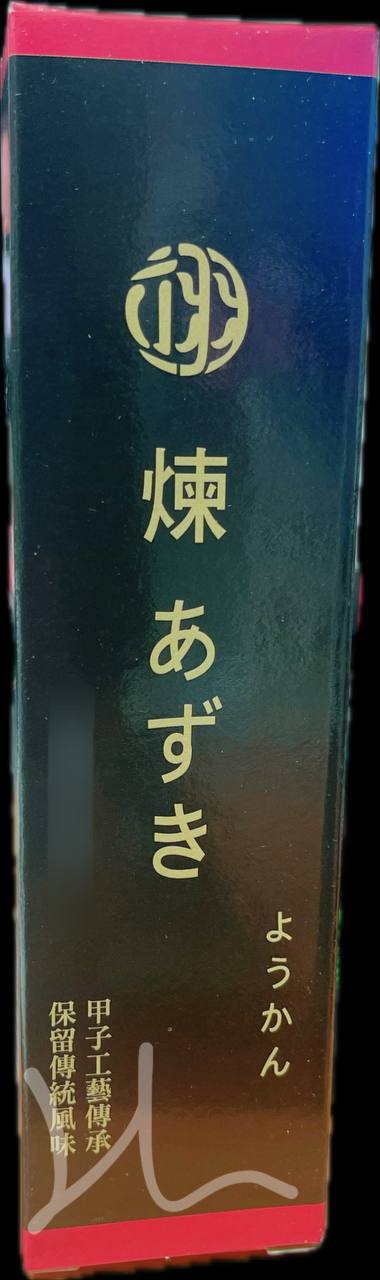 翊
煉 あずき
ようかん
甲子工藝傳承
保留傳統風味